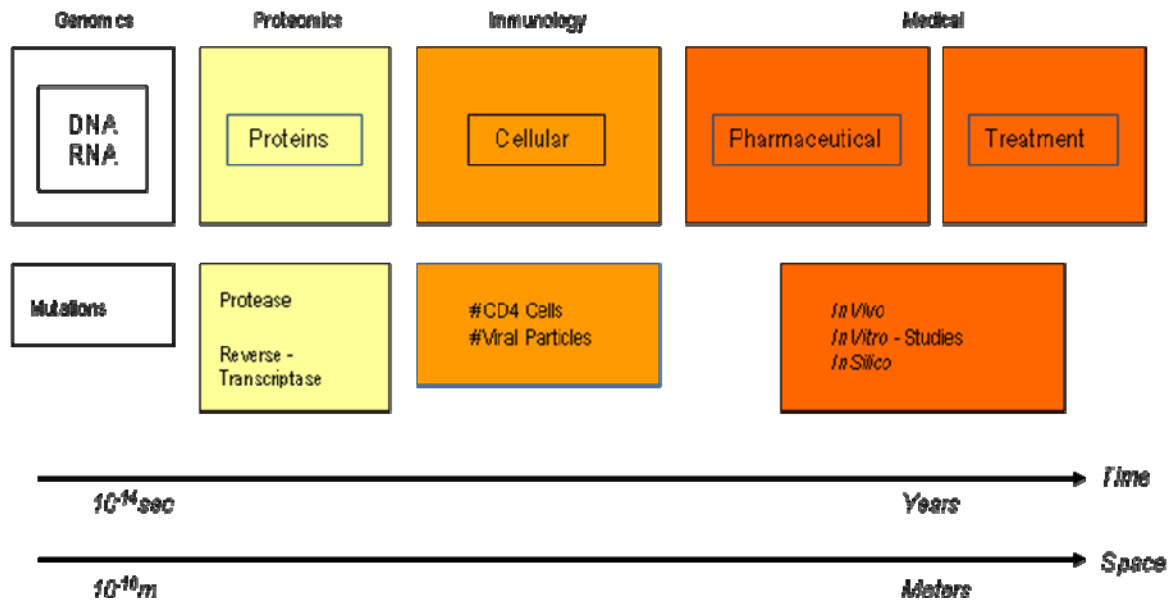 Genomics
Proteomics
Immunology
Medical
DNA
RNA
Proteins
Cellular
Pharmaceutical
Treatment
Mutations
Protease
Reverse -
Transcriptase
#CD4 Cells
#Viral Particles
In Vivo
In Vitro - Studies
In Silico
Time
10⁻¹⁴sec
Years
Space
10⁻¹⁰m
Meters